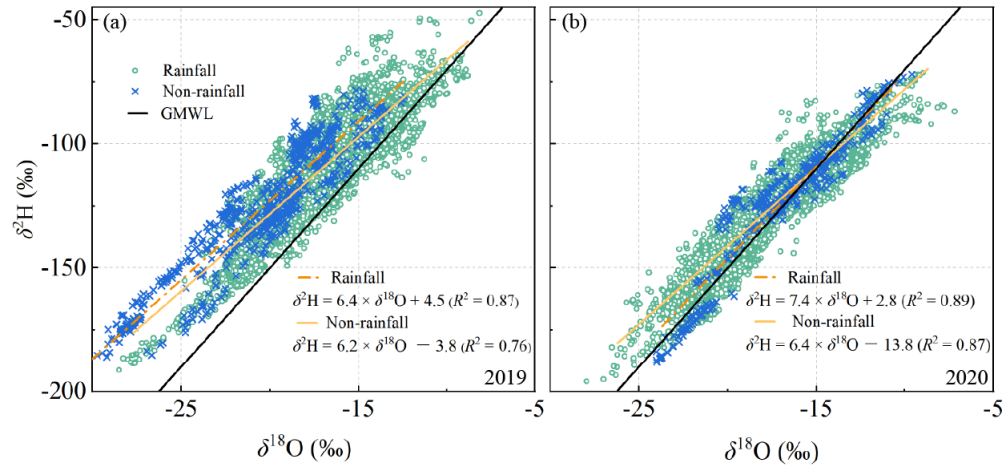 (a)
(b)
-50
Rainfall
Non-rainfall
GMWL
-100
δ²H (‰)
-150
Rainfall
δ²H = 6.4 × δ¹⁸O + 4.5 (R² = 0.87)
Non-rainfall
δ²H = 6.2 × δ¹⁸O − 3.8 (R² = 0.76)
2019
Rainfall
δ²H = 7.4 × δ¹⁸O + 2.8 (R² = 0.89)
Non-rainfall
δ²H = 6.4 × δ¹⁸O − 13.8 (R² = 0.87)
2020
-200
-25 -15 -5 -25 -15 -5
δ¹⁸O (‰) δ¹⁸O (‰)